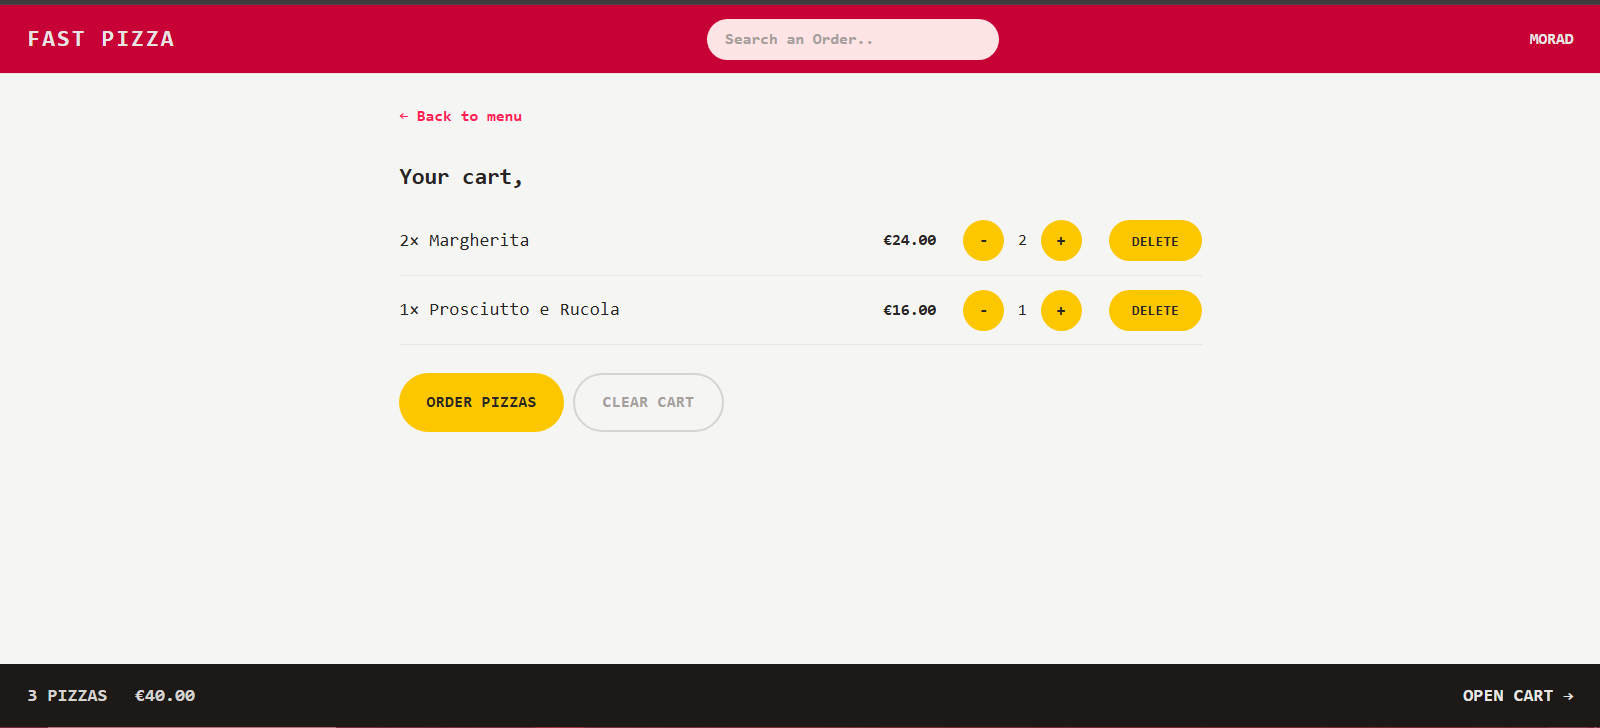 FAST PIZZA Search an Order.. MORAD
← Back to menu
Your cart,
2× Margherita €24.00 - 2 + DELETE
1× Prosciutto e Rucola €16.00 - 1 + DELETE
ORDER PIZZAS CLEAR CART
3 PIZZAS €40.00 OPEN CART →